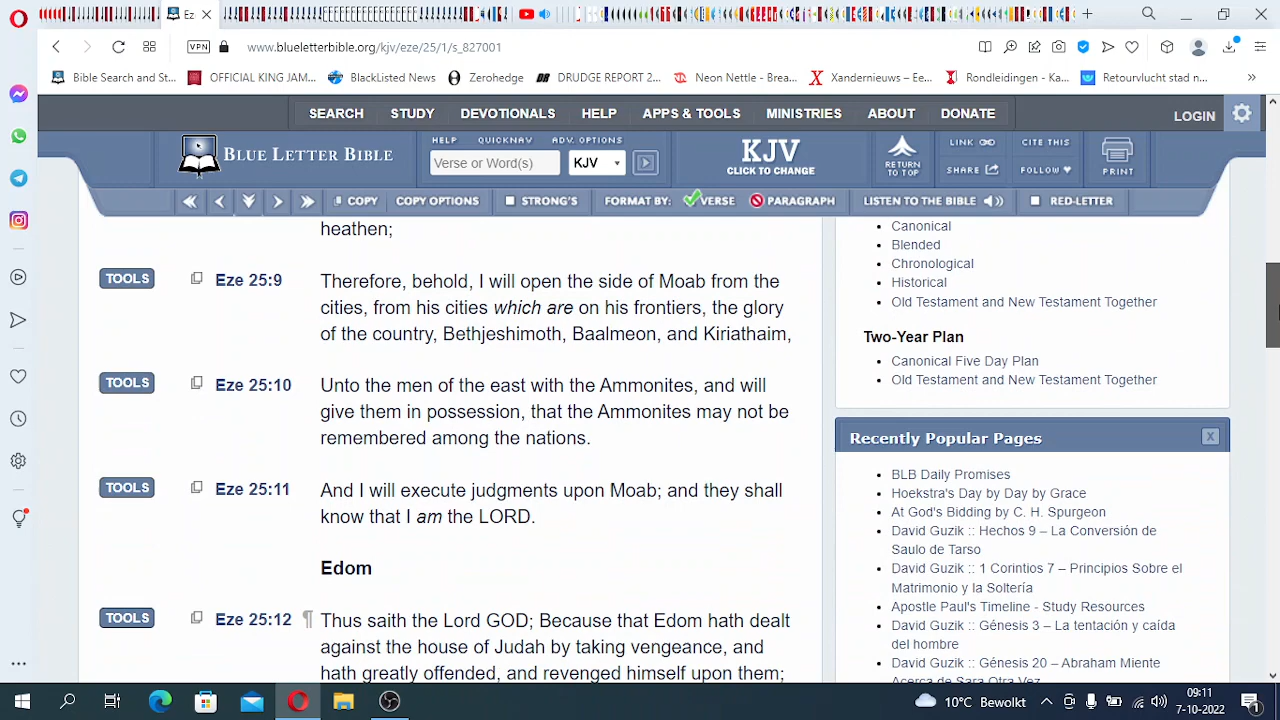 Ez
VPN
www.blueletterbible.org/kjv/eze/25/1/s_827001
Bible Search and St...
OFFICIAL KING JAM...
BlackListed News
Zerohedge
DRUDGE REPORT 2...
Neon Nettle - Brea...
Xandernieuws – Ee...
Rondleidingen - Ka...
Retourvlucht stad n...
SEARCH
STUDY
DEVOTIONALS
HELP
APPS & TOOLS
MINISTRIES
ABOUT
DONATE
LOGIN
BLUE LETTER BIBLE
HELP
QUICKNAV
ADV. OPTIONS
Verse or Word(s)
KJV
KJV
CLICK TO CHANGE
RETURN
TO TOP
LINK
CITE THIS
SHARE
FOLLOW
PRINT
COPY
COPY OPTIONS
STRONG'S
FORMAT BY:
VERSE
PARAGRAPH
LISTEN TO THE BIBLE
RED-LETTER
heathen;
TOOLS
Eze 25:9
Therefore, behold, I will open the side of Moab from the
cities, from his cities which are on his frontiers, the glory
of the country, Bethjeshimoth, Baalmeon, and Kiriathaim,
TOOLS
Eze 25:10
Unto the men of the east with the Ammonites, and will
give them in possession, that the Ammonites may not be
remembered among the nations.
TOOLS
Eze 25:11
And I will execute judgments upon Moab; and they shall
know that I am the LORD.
Edom
TOOLS
Eze 25:12
¶ Thus saith the Lord GOD; Because that Edom hath dealt
against the house of Judah by taking vengeance, and
hath greatly offended, and revenged himself upon them;
Canonical
Blended
Chronological
Historical
Old Testament and New Testament Together
Two-Year Plan
Canonical Five Day Plan
Old Testament and New Testament Together
Recently Popular Pages
X
BLB Daily Promises
Hoekstra's Day by Day by Grace
At God's Bidding by C. H. Spurgeon
David Guzik :: Hechos 9 – La Conversión de
Saulo de Tarso
David Guzik :: 1 Corintios 7 – Principios Sobre el
Matrimonio y la Soltería
Apostle Paul's Timeline - Study Resources
David Guzik :: Génesis 3 – La tentación y caída
del hombre
David Guzik :: Génesis 20 – Abraham Miente
Acerca de Sara Otra Vez
10°C Bewolkt
09:11
7-10-2022
1